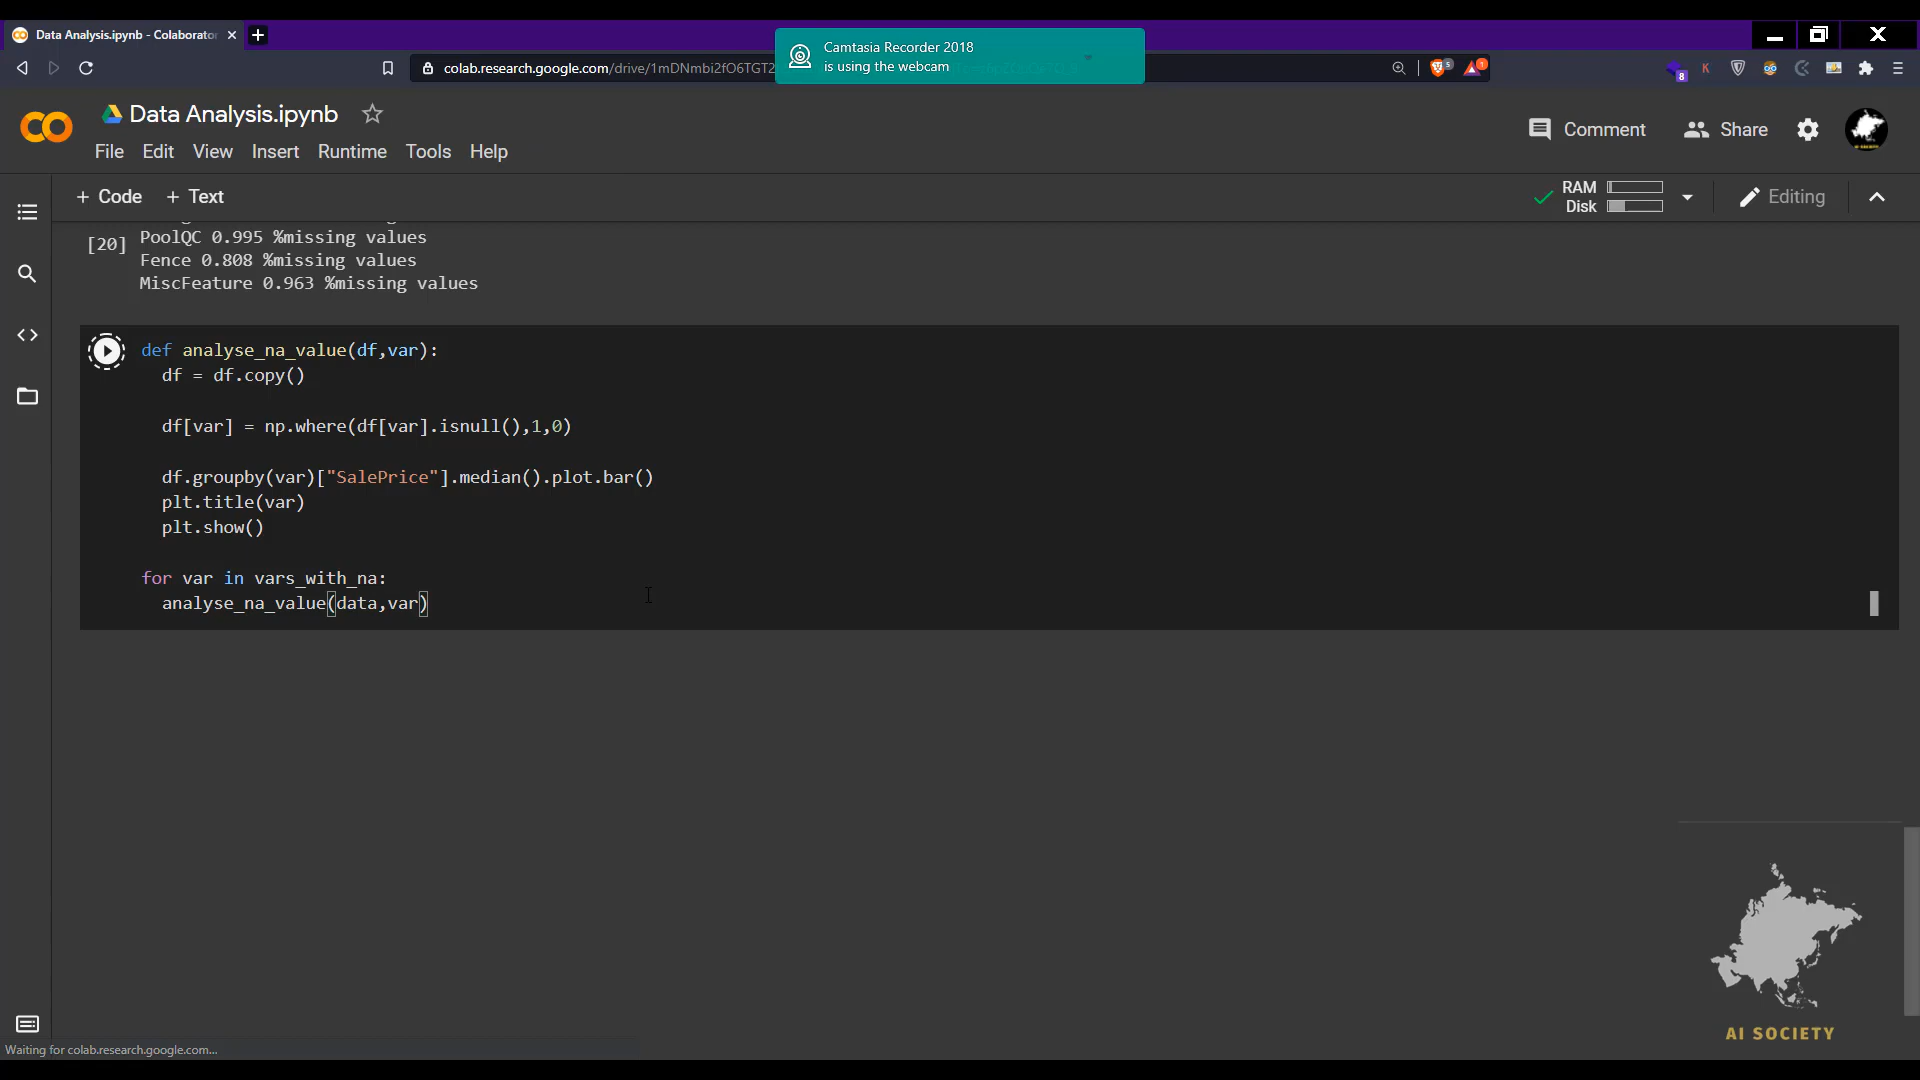 Data Analysis.ipynb - Colaborato
Camtasia Recorder 2018
is using the webcam
colab.research.google.com/drive/1mDNmbi2fO6TGT2
5
1
K
8
Data Analysis.ipynb
Comment
Share
File Edit View Insert Runtime Tools Help
+ Code + Text
RAM
Disk
Editing
[20]
PoolQC 0.995 %missing values
Fence 0.808 %missing values
MiscFeature 0.963 %missing values
def analyse_na_value(df,var):
df = df.copy()
df[var] = np.where(df[var].isnull(),1,0)
df.groupby(var)["SalePrice"].median().plot.bar()
plt.title(var)
plt.show()
for var in vars_with_na:
analyse_na_value(data,var)
AI SOCIETY
Waiting for colab.research.google.com...